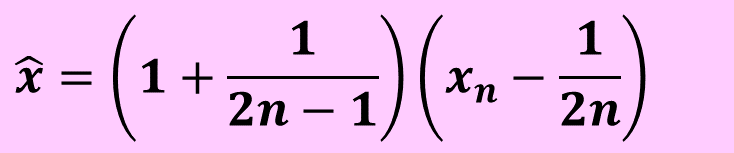 x̂ = (1 + 1/(2n − 1)) (xₙ − 1/(2n))